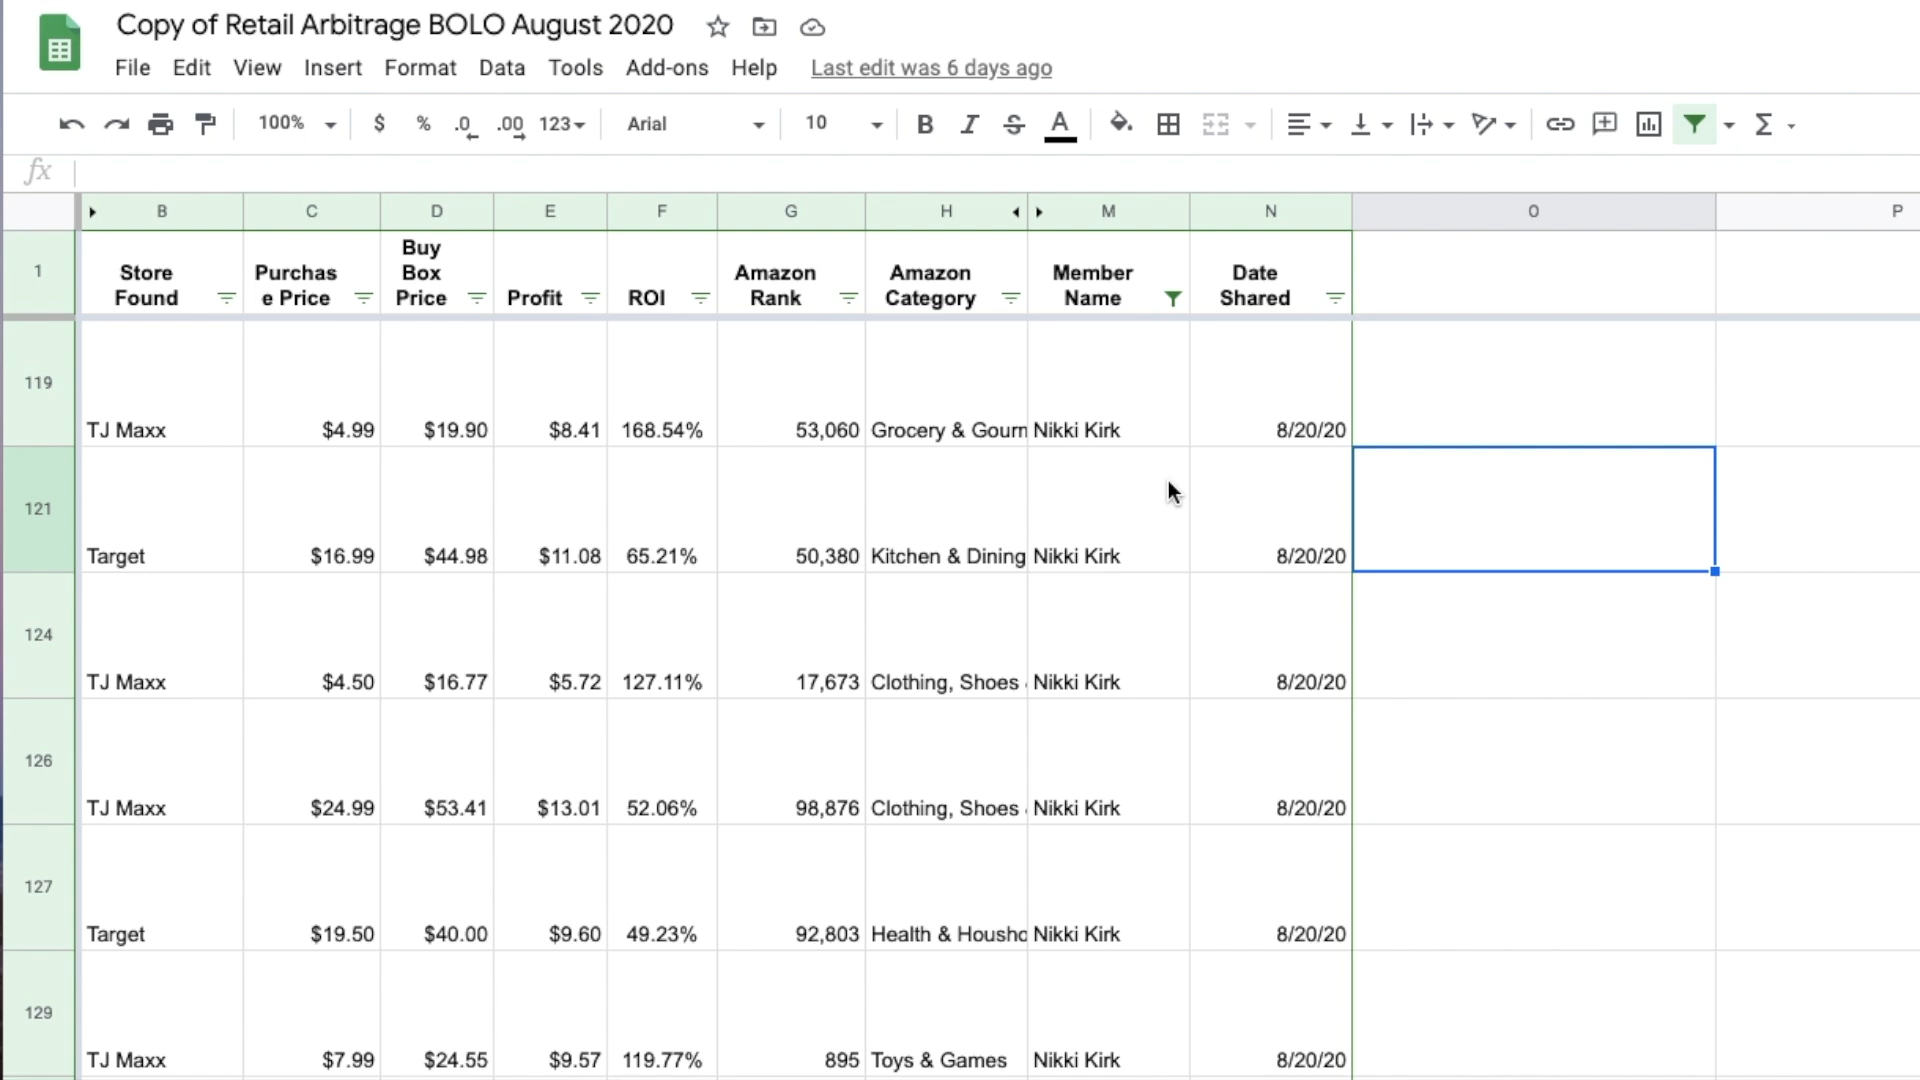 Copy of Retail Arbitrage BOLO August 2020
File Edit View Insert Format Data Tools Add-ons Help Last edit was 6 days ago
100% $ % .0 .00 123 Arial 10 B I S A Σ
fx
B C D E F G H M N O P
1 Store Found Purchas e Price Buy Box Price Profit ROI Amazon Rank Amazon Category Member Name Date Shared
119 TJ Maxx $4.99 $19.90 $8.41 168.54% 53,060 Grocery & Gourn Nikki Kirk 8/20/20
121 Target $16.99 $44.98 $11.08 65.21% 50,380 Kitchen & Dining Nikki Kirk 8/20/20
124 TJ Maxx $4.50 $16.77 $5.72 127.11% 17,673 Clothing, Shoes Nikki Kirk 8/20/20
126 TJ Maxx $24.99 $53.41 $13.01 52.06% 98,876 Clothing, Shoes Nikki Kirk 8/20/20
127 Target $19.50 $40.00 $9.60 49.23% 92,803 Health & Housho Nikki Kirk 8/20/20
129 TJ Maxx $7.99 $24.55 $9.57 119.77% 895 Toys & Games Nikki Kirk 8/20/20